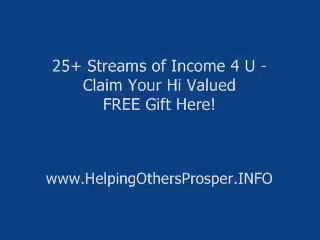 25+ Streams of Income 4 U -
Claim Your Hi Valued
FREE Gift Here!
www.HelpingOthersProsper.INFO